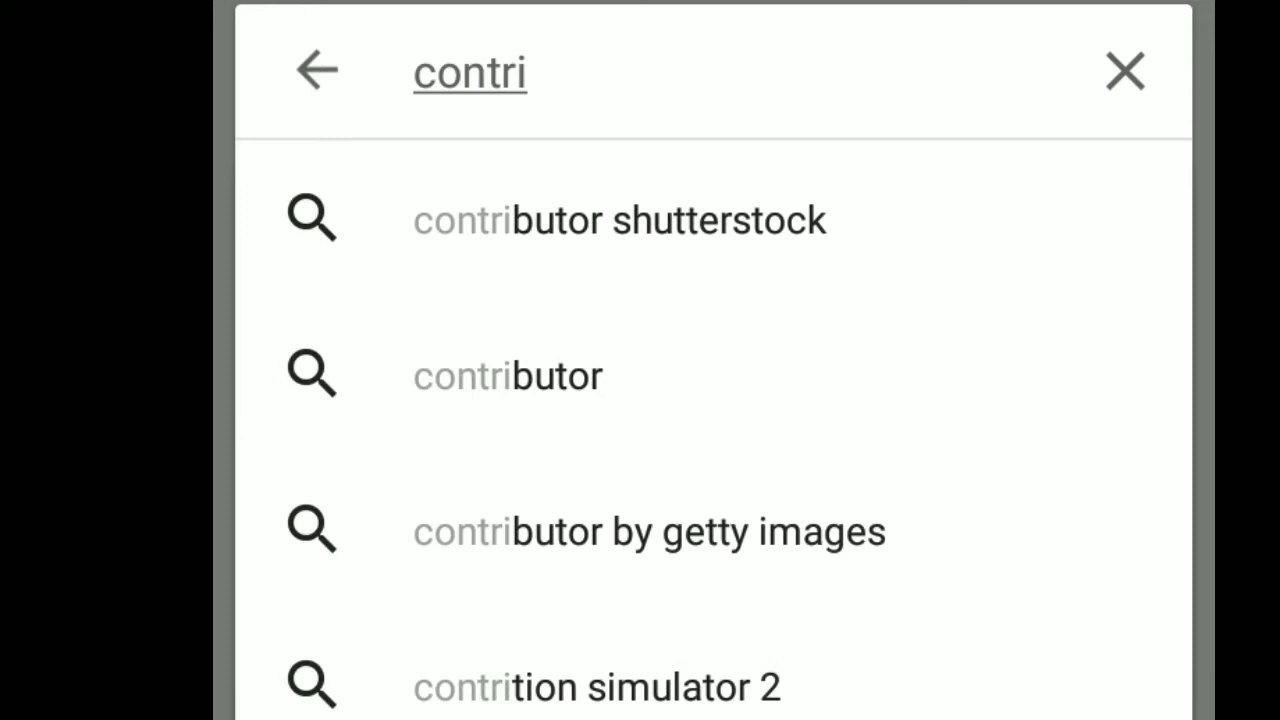 contri
contributor shutterstock
contributor
contributor by getty images
contrition simulator 2